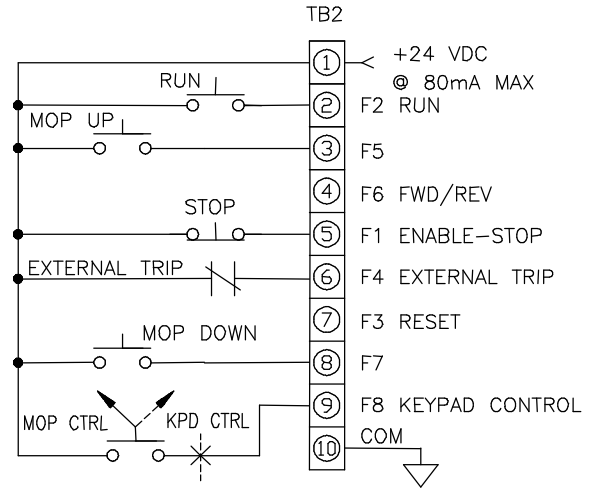 TB2
1
+24 VDC
@ 80mA MAX
RUN
2
F2 RUN
MOP UP
3
F5
4
F6 FWD/REV
STOP
5
F1 ENABLE-STOP
EXTERNAL TRIP
6
F4 EXTERNAL TRIP
7
F3 RESET
MOP DOWN
8
F7
9
F8 KEYPAD CONTROL
MOP CTRL
KPD CTRL
10
COM